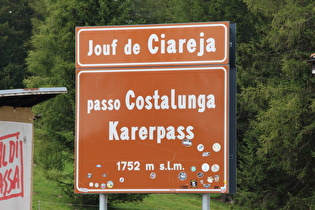 Jouf de Ciareja
passo Costalunga
Karerpass
1752 m s.l.m.